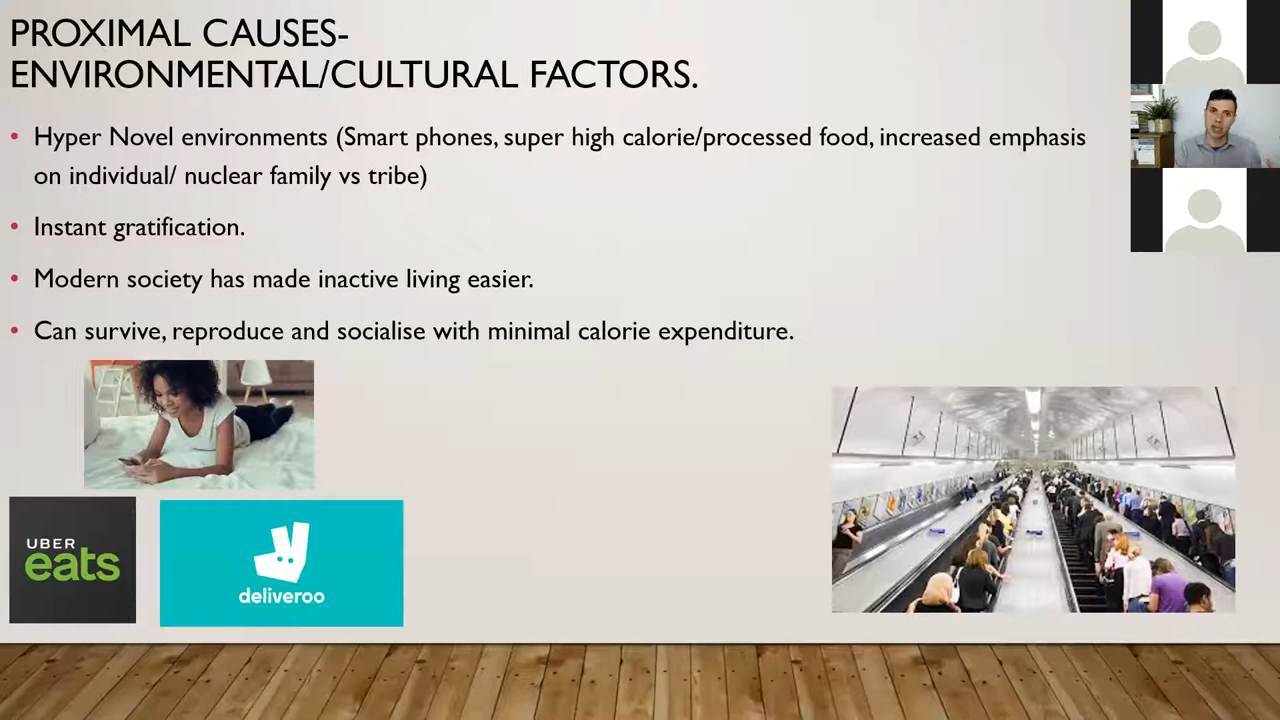 PROXIMAL CAUSES-
ENVIRONMENTAL/CULTURAL FACTORS.
• Hyper Novel environments (Smart phones, super high calorie/processed food, increased emphasis
on individual/ nuclear family vs tribe)
• Instant gratification.
• Modern society has made inactive living easier.
• Can survive, reproduce and socialise with minimal calorie expenditure.
UBER
eats
deliveroo